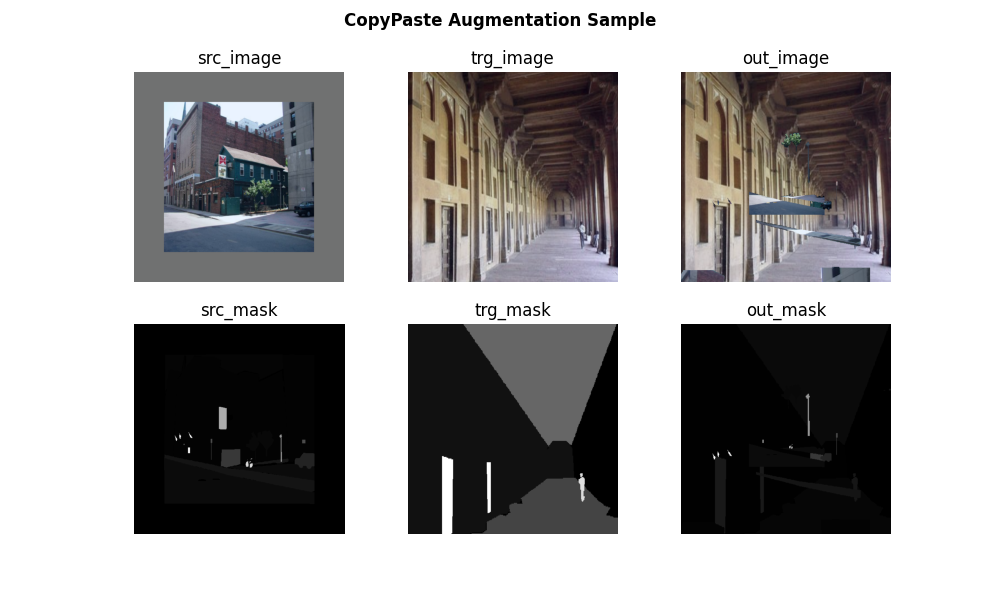 CopyPaste Augmentation Sample
src_image
trg_image
out_image
src_mask
trg_mask
out_mask